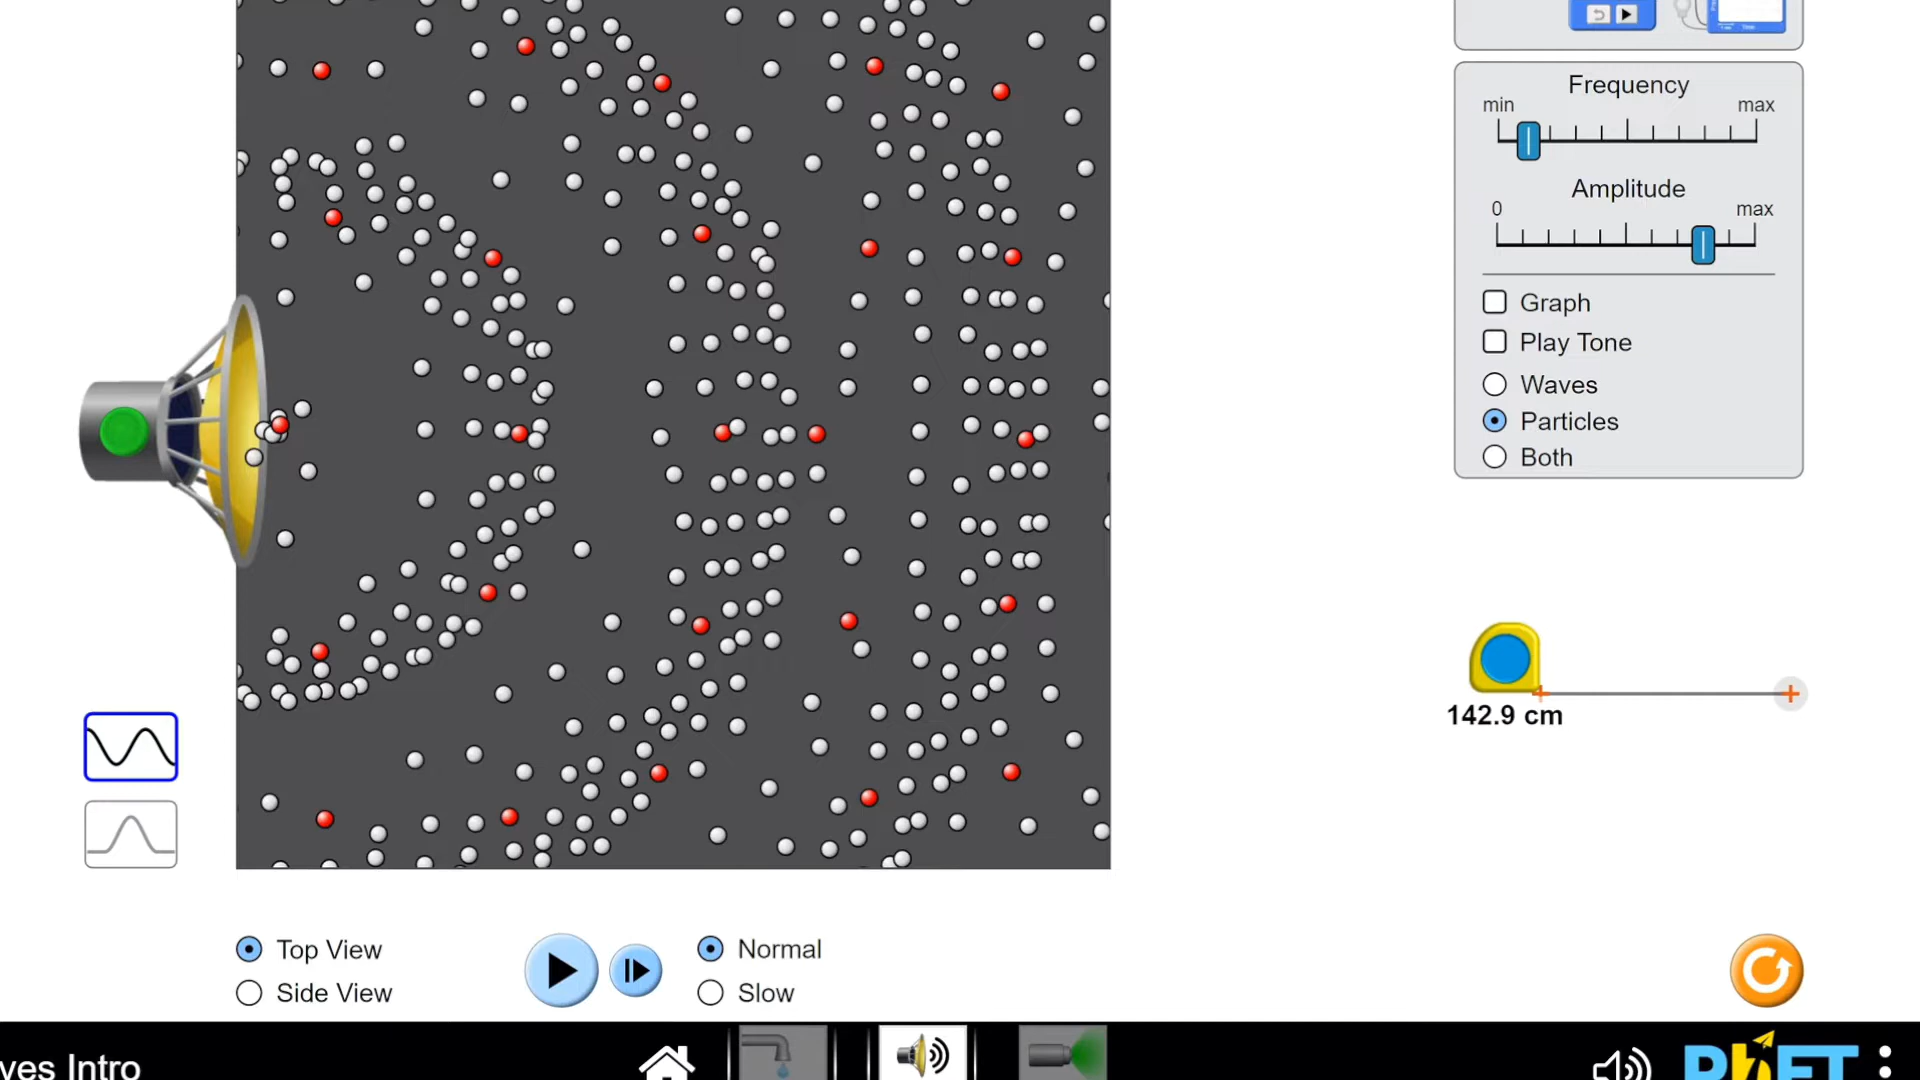 Frequency
min max
Amplitude
0 max
Graph
Play Tone
Waves
Particles
Both
142.9 cm
Top View
Normal
Side View
Slow
ves Intro
PhET